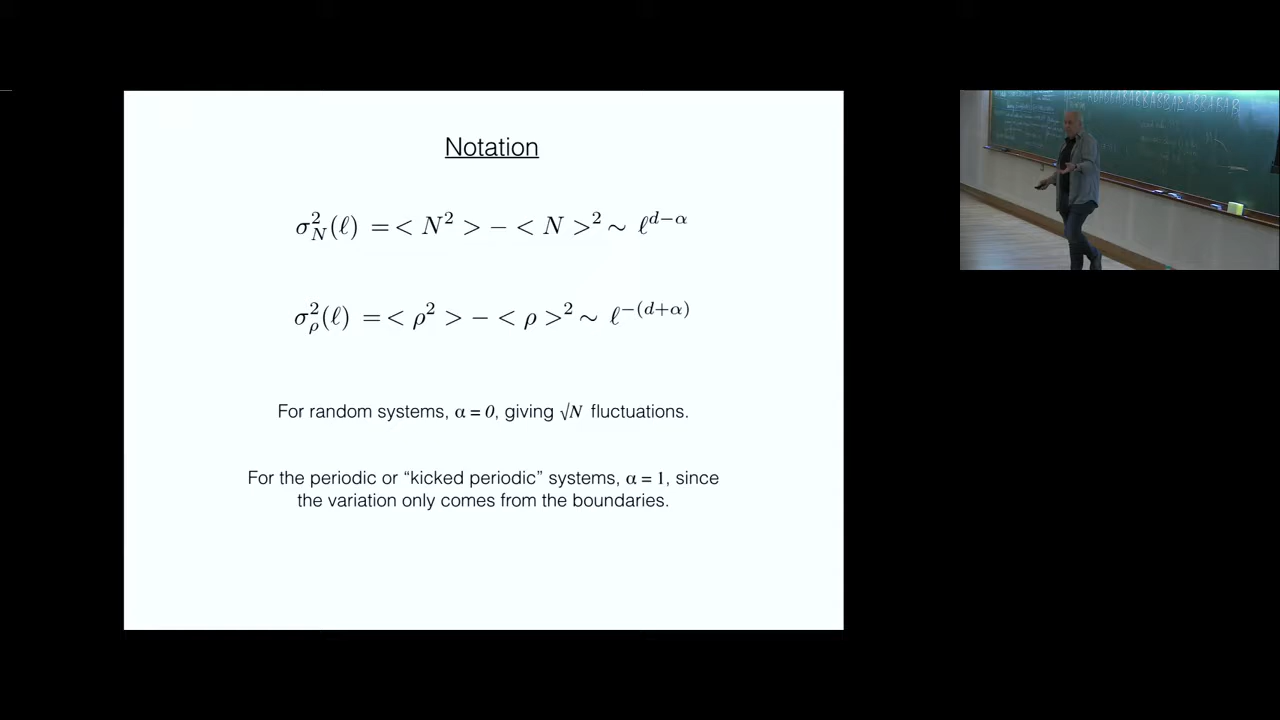 Notation
σ²_N(ℓ) = < N² > − < N >² ∼ ℓ^{d−α}
σ²_ρ(ℓ) = < ρ² > − < ρ >² ∼ ℓ^{−(d+α)}
For random systems, α = 0, giving √N fluctuations.
For the periodic or “kicked periodic” systems, α = 1, since
the variation only comes from the boundaries.